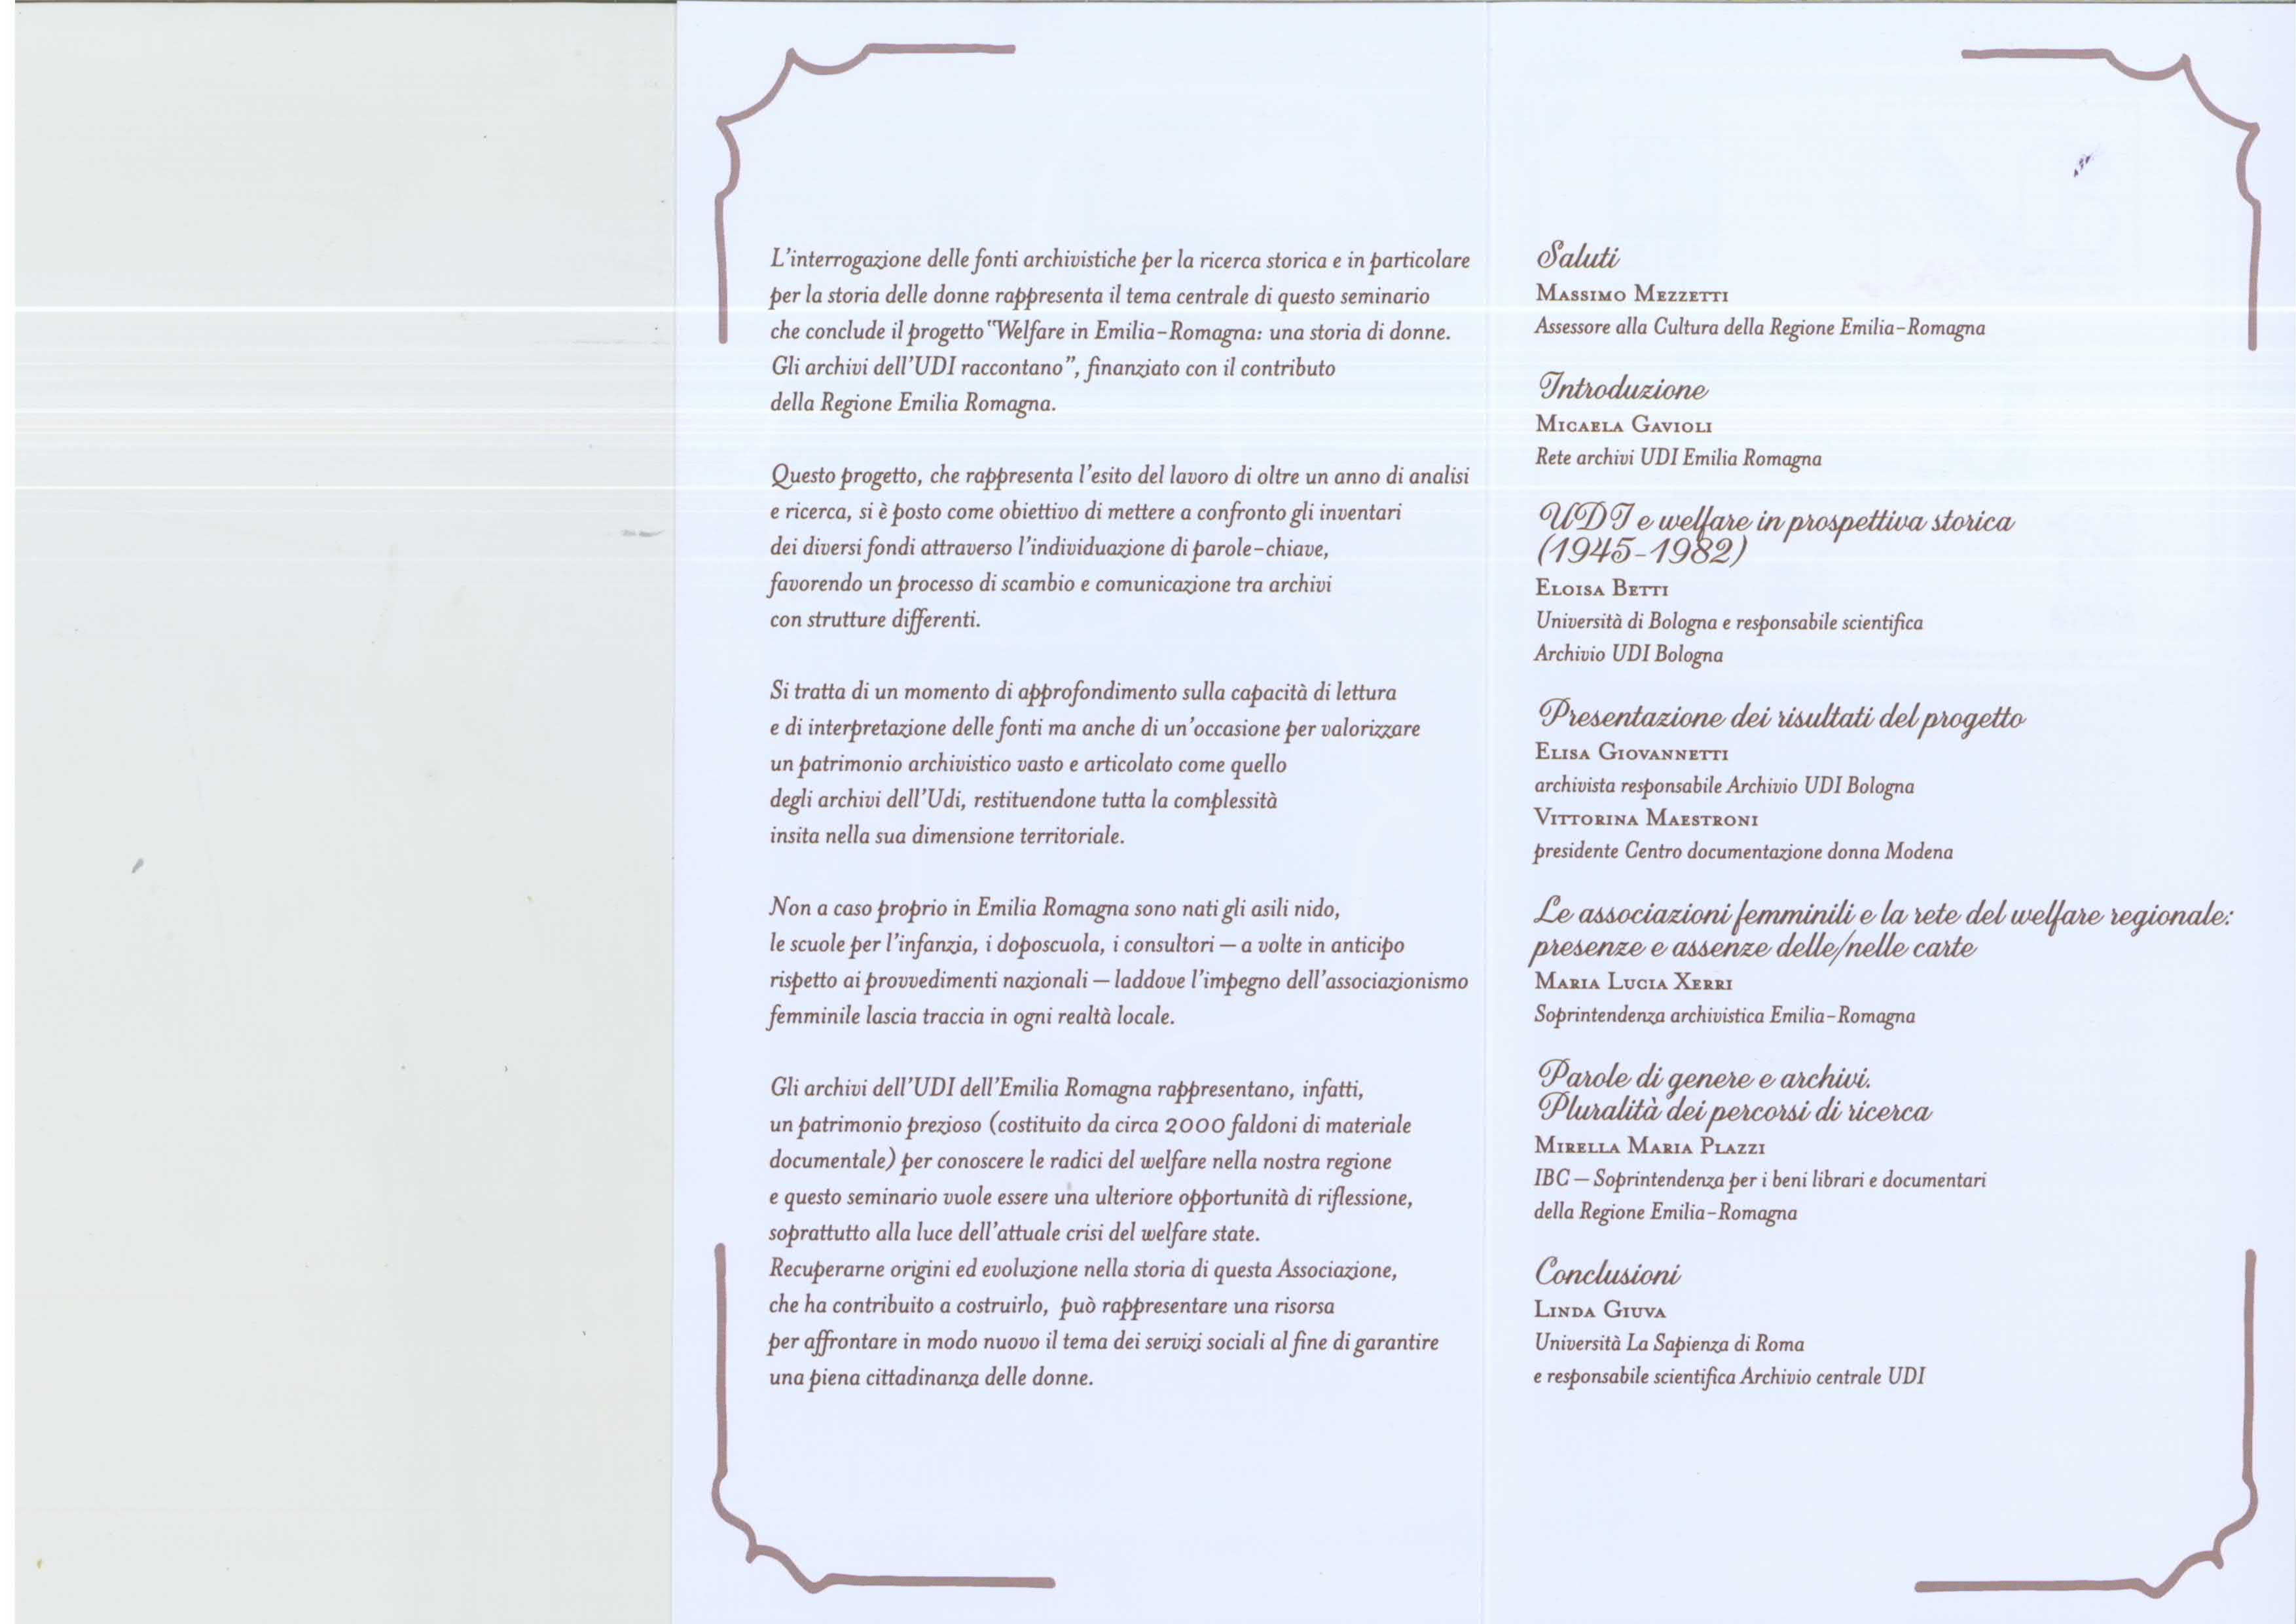 L'interrogazione delle fonti archivistiche per la ricerca storica e in particolare
per la storia delle donne rappresenta il tema centrale di questo seminario
che conclude il progetto "Welfare in Emilia-Romagna: una storia di donne.
Gli archivi dell'UDI raccontano", finanziato con il contributo
della Regione Emilia Romagna.

Questo progetto, che rappresenta l'esito del lavoro di oltre un anno di analisi
e ricerca, si è posto come obiettivo di mettere a confronto gli inventari
dei diversi fondi attraverso l'individuazione di parole-chiave,
favorendo un processo di scambio e comunicazione tra archivi
con strutture differenti.

Si tratta di un momento di approfondimento sulla capacità di lettura
e di interpretazione delle fonti ma anche di un'occasione per valorizzare
un patrimonio archivistico vasto e articolato come quello
degli archivi dell'Udi, restituendone tutta la complessità
insita nella sua dimensione territoriale.

Non a caso proprio in Emilia Romagna sono nati gli asili nido,
le scuole per l'infanzia, i doposcuola, i consultori – a volte in anticipo
rispetto ai provvedimenti nazionali – laddove l'impegno dell'associazionismo
femminile lascia traccia in ogni realtà locale.

Gli archivi dell'UDI dell'Emilia Romagna rappresentano, infatti,
un patrimonio prezioso (costituito da circa 2000 faldoni di materiale
documentale) per conoscere le radici del welfare nella nostra regione
e questo seminario vuole essere una ulteriore opportunità di riflessione,
soprattutto alla luce dell'attuale crisi del welfare state.
Recuperarne origini ed evoluzione nella storia di questa Associazione,
che ha contribuito a costruirlo, può rappresentare una risorsa
per affrontare in modo nuovo il tema dei servizi sociali al fine di garantire
una piena cittadinanza delle donne.

Saluti
Massimo Mezzetti
Assessore alla Cultura della Regione Emilia-Romagna

Introduzione
Micaela Gavioli
Rete archivi UDI Emilia Romagna

UDI e welfare in prospettiva storica
(1945-1982)
Eloisa Betti
Università di Bologna e responsabile scientifica
Archivio UDI Bologna

Presentazione dei risultati del progetto
Elisa Giovannetti
archivista responsabile Archivio UDI Bologna
Vittorina Maestroni
presidente Centro documentazione donna Modena

Le associazioni femminili e la rete del welfare regionale:
presenze e assenze delle/nelle carte
Maria Lucia Xerri
Soprintendenza archivistica Emilia-Romagna

Parole di genere e archivi.
Pluralità dei percorsi di ricerca
Mirella Maria Plazzi
IBC – Soprintendenza per i beni librari e documentari
della Regione Emilia-Romagna

Conclusioni
Linda Giuva
Università La Sapienza di Roma
e responsabile scientifica Archivio centrale UDI